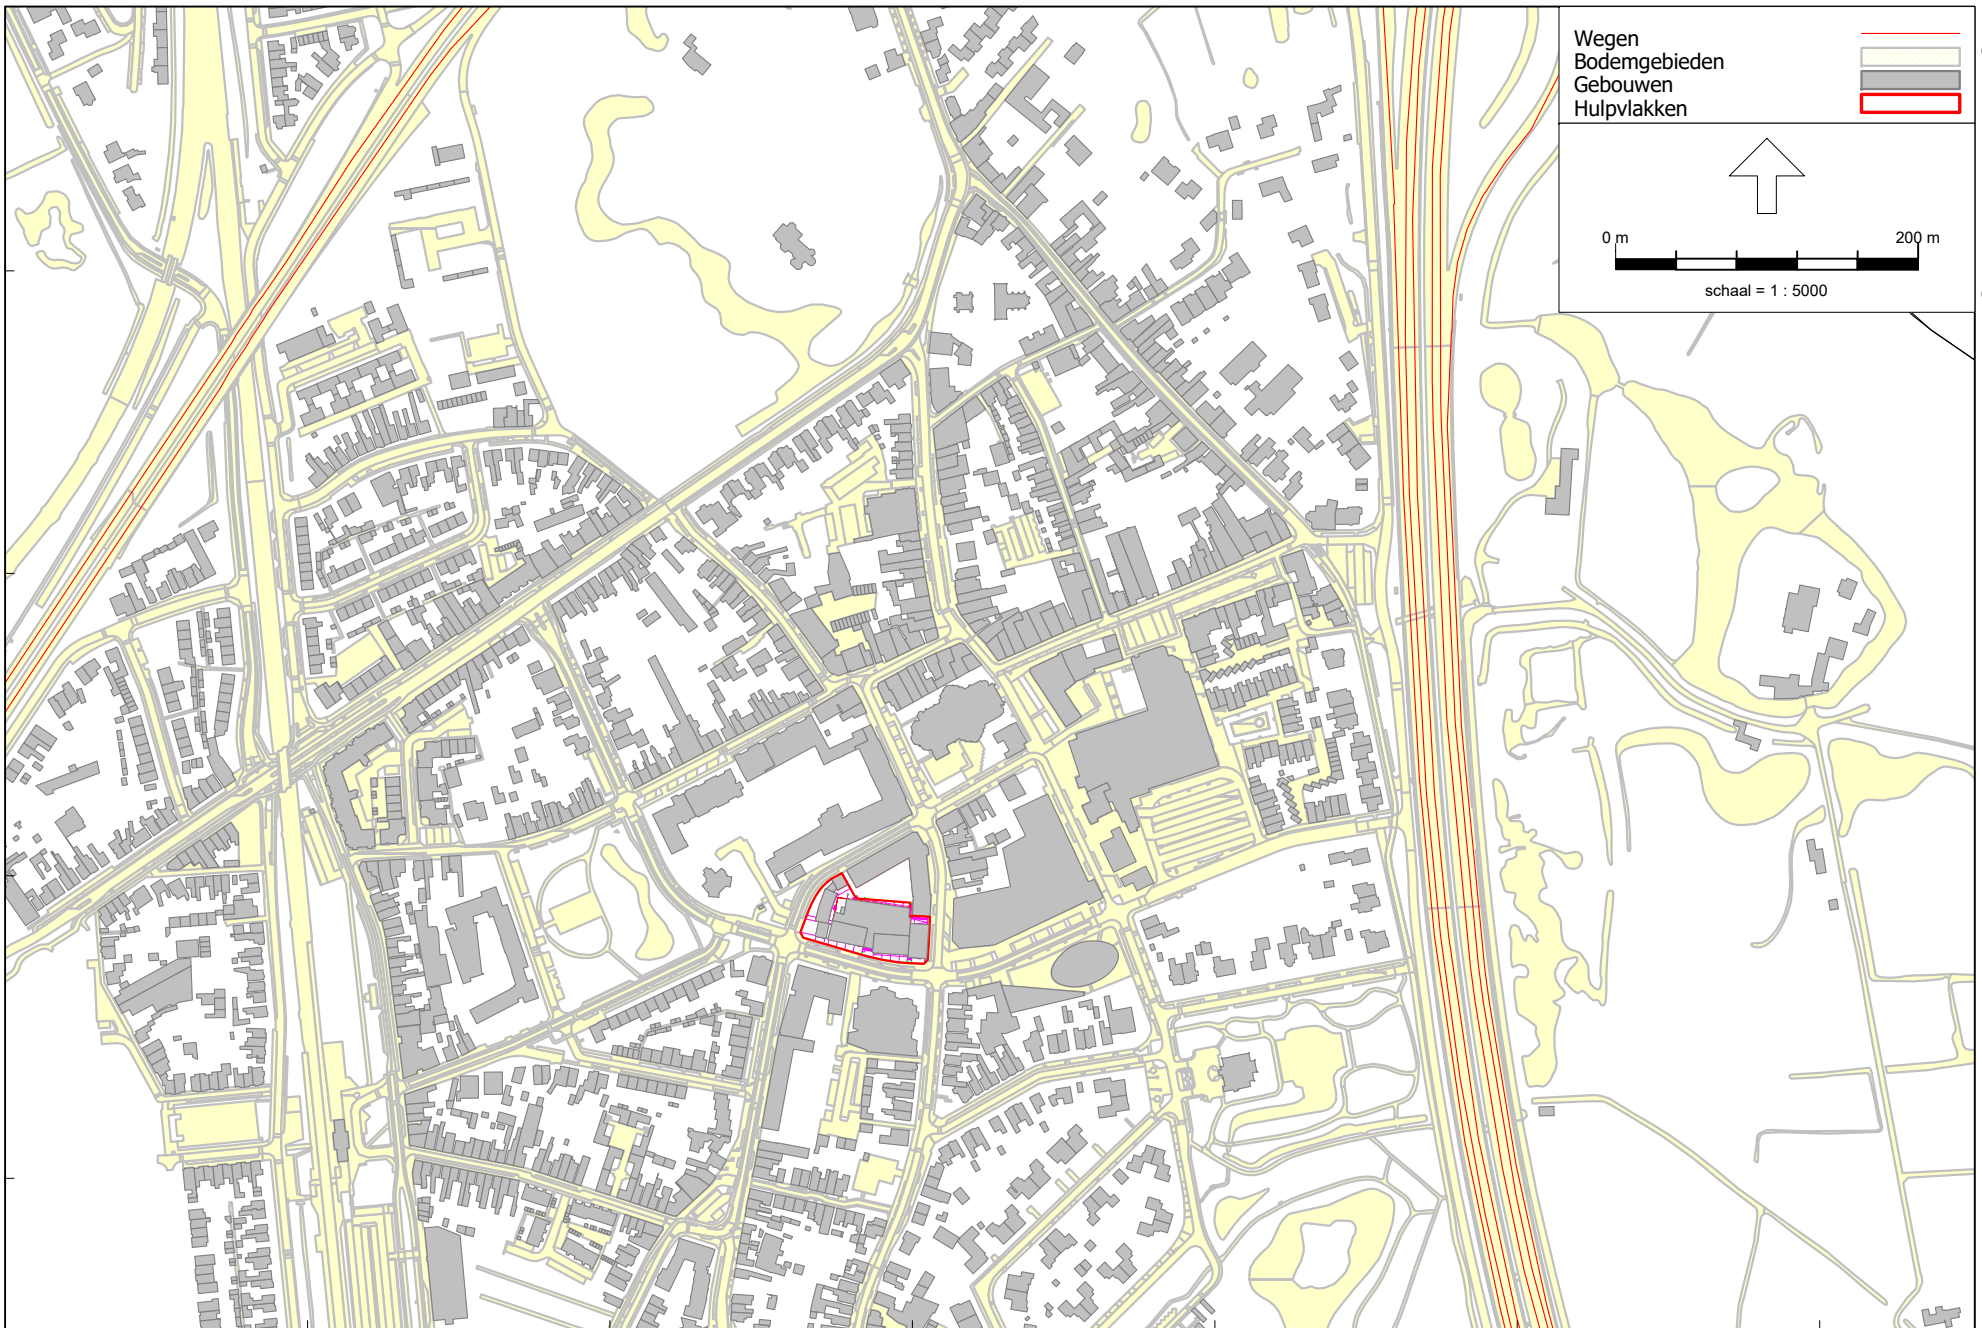 Wegen
Bodemgebieden
Gebouwen
Hulpvlakken
0 m 200 m
schaal = 1 : 5000